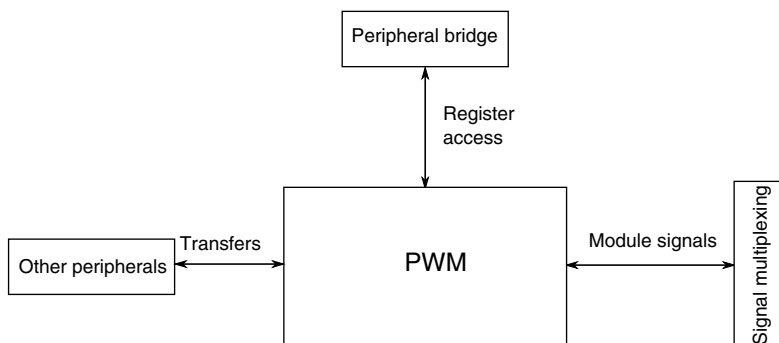 Peripheral bridge
Register
access
Transfers
Other peripherals
PWM
Module signals
Signal multiplexing